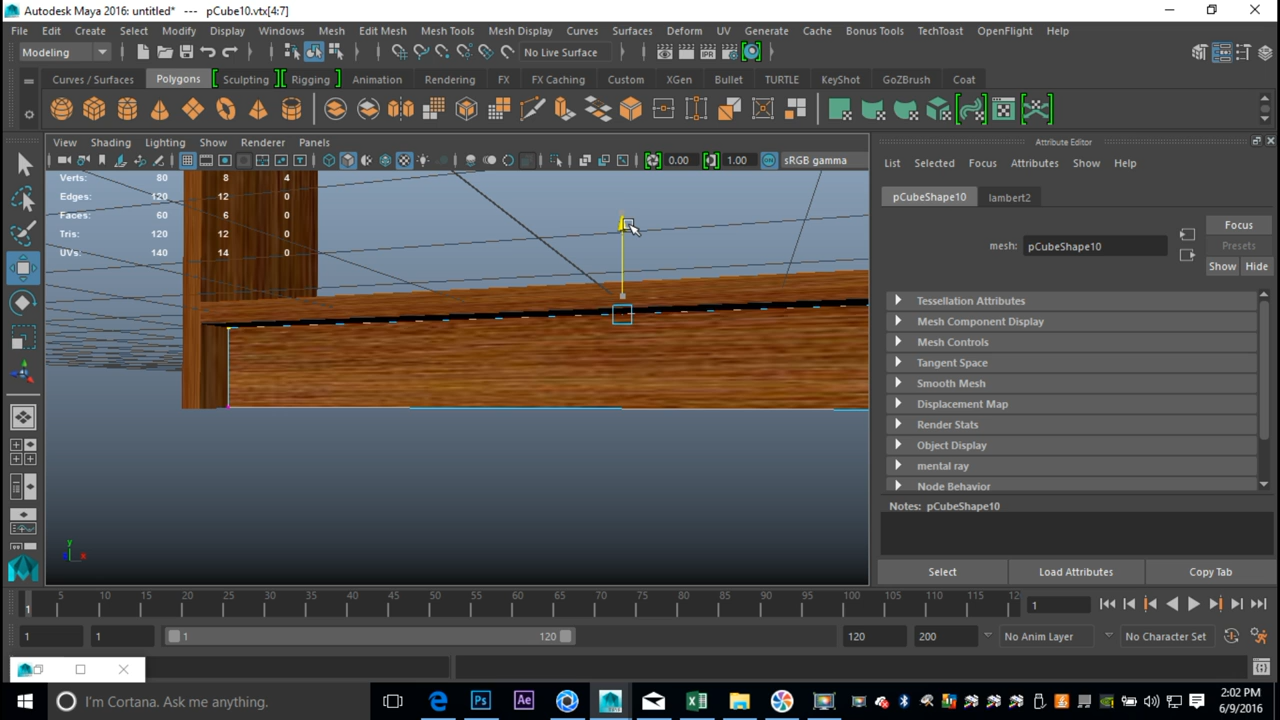 Autodesk Maya 2016: untitled* --- pCube10.vtx[4:7]
File Edit Create Select Modify Display Windows Mesh Edit Mesh Mesh Tools Mesh Display Curves Surfaces Deform UV Generate Cache Bonus Tools TechToast OpenFlight Help
Modeling No Live Surface
Curves / Surfaces Polygons Sculpting Rigging Animation Rendering FX FX Caching Custom XGen Bullet TURTLE KeyShot GoZBrush Coat
IPR
View Shading Lighting Show Renderer Panels
0.00 1.00 sRGB gamma
Verts: 80 8 4
Edges: 120 12 0
Faces: 60 6 0
Tris: 120 12 0
UVs: 140 14 0
y
x
Attribute Editor
List Selected Focus Attributes Show Help
pCubeShape10 lambert2
mesh: pCubeShape10
Focus
Presets
Show Hide
Tessellation Attributes
Mesh Component Display
Mesh Controls
Tangent Space
Smooth Mesh
Displacement Map
Render Stats
Object Display
mental ray
Node Behavior
Notes: pCubeShape10
Select Load Attributes Copy Tab
1 5 10 15 20 25 30 35 40 45 50 55 60 65 70 75 80 85 90 95 100 105 110 115 12 1
1 1 1 120 120 200 No Anim Layer No Character Set
I'm Cortana. Ask me anything.
Ps Ae
2:02 PM
6/9/2016